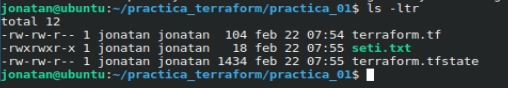 jonatan@ubuntu:~/practica_terraform/practica_01$ ls -ltr
total 12
-rw-rw-r-- 1 jonatan jonatan  104 feb 22 07:54 terraform.tf
-rwxrwxr-x 1 jonatan jonatan   18 feb 22 07:55 seti.txt
-rw-rw-r-- 1 jonatan jonatan 1434 feb 22 07:55 terraform.tfstate
jonatan@ubuntu:~/practica_terraform/practica_01$